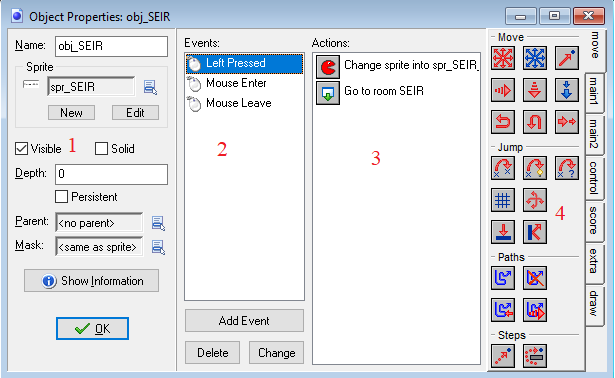 Object Properties: obj_SEIR
Name: obj_SEIR
Sprite
spr_SEIR
New Edit
Visible Solid
1
Depth: 0
Persistent
Parent: <no parent>
Mask: <same as sprite>
Show Information
OK
Events:
Left Pressed
Mouse Enter
Mouse Leave
2
Add Event
Delete Change
Actions:
Change sprite into spr_SEIR_
Go to room SEIR
3
Move
Jump
4
Paths
Steps
move
main1
main2
control
score
extra
draw